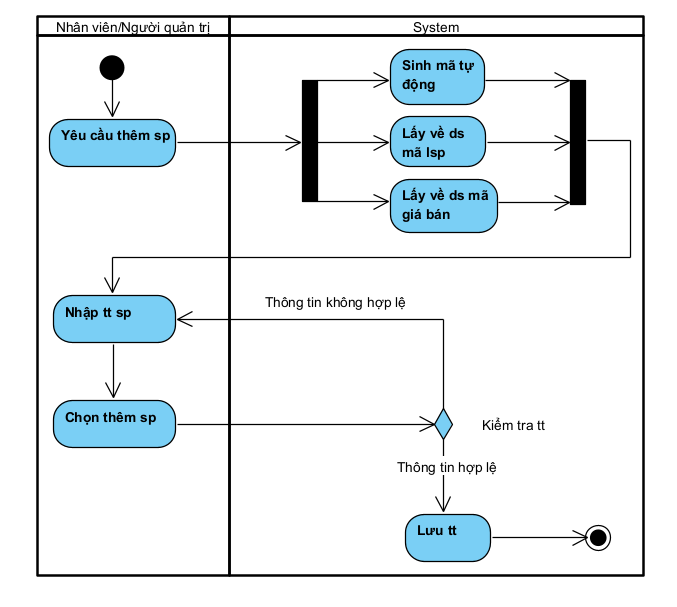 Nhân viên/Người quản trị
System
Yêu cầu thêm sp
Sinh mã tự
động
Lấy về ds
mã lsp
Lấy về ds mã
giá bán
Nhập tt sp
Thông tin không hợp lệ
Chọn thêm sp
Kiểm tra tt
Thông tin hợp lệ
Lưu tt